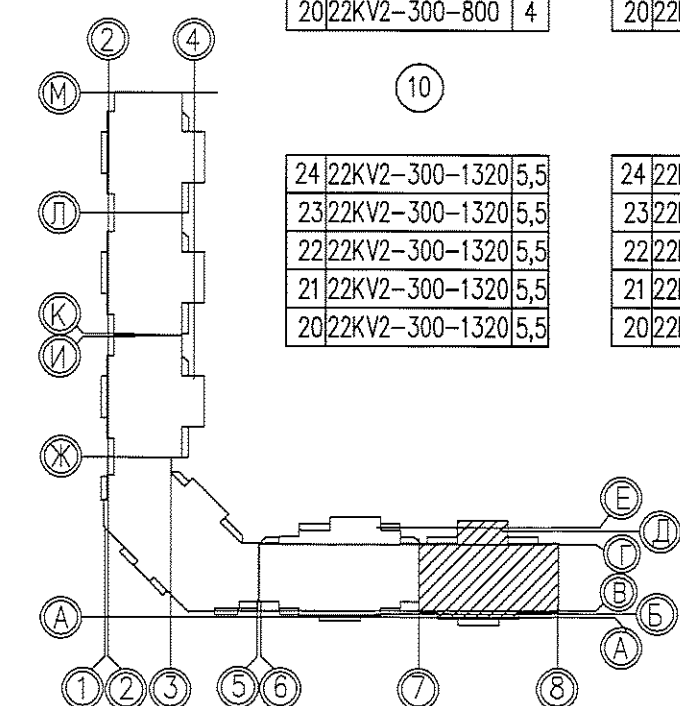 20 22KV2-300-800 4
20 22
2 4
М
10
24 22KV2-300-1320 5,5
23 22KV2-300-1320 5,5
22 22KV2-300-1320 5,5
21 22KV2-300-1320 5,5
20 22KV2-300-1320 5,5
24 22
23 22
22 22
21 22
20 22
Л
К
И
Ж
Е
Д
Г
В
Б
А
А
1 2 3 5 6 7 8